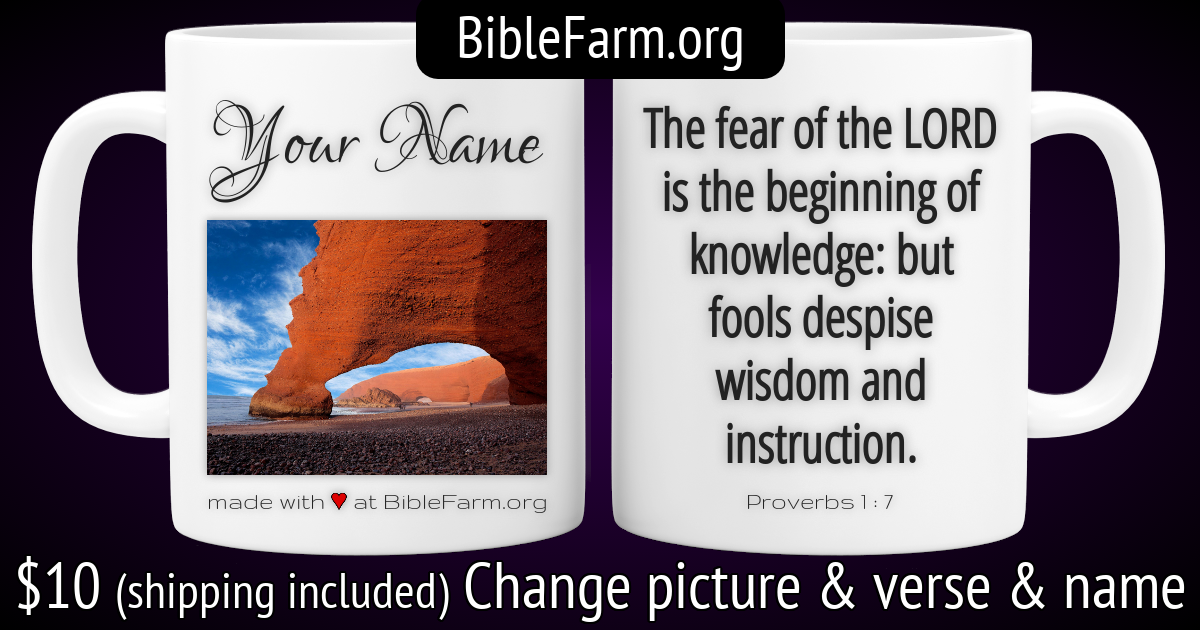 BibleFarm.org
Your Name
made with ♥ at BibleFarm.org
The fear of the LORD
is the beginning of
knowledge: but
fools despise
wisdom and
instruction.
Proverbs 1 : 7
$10 (shipping included) Change picture & verse & name